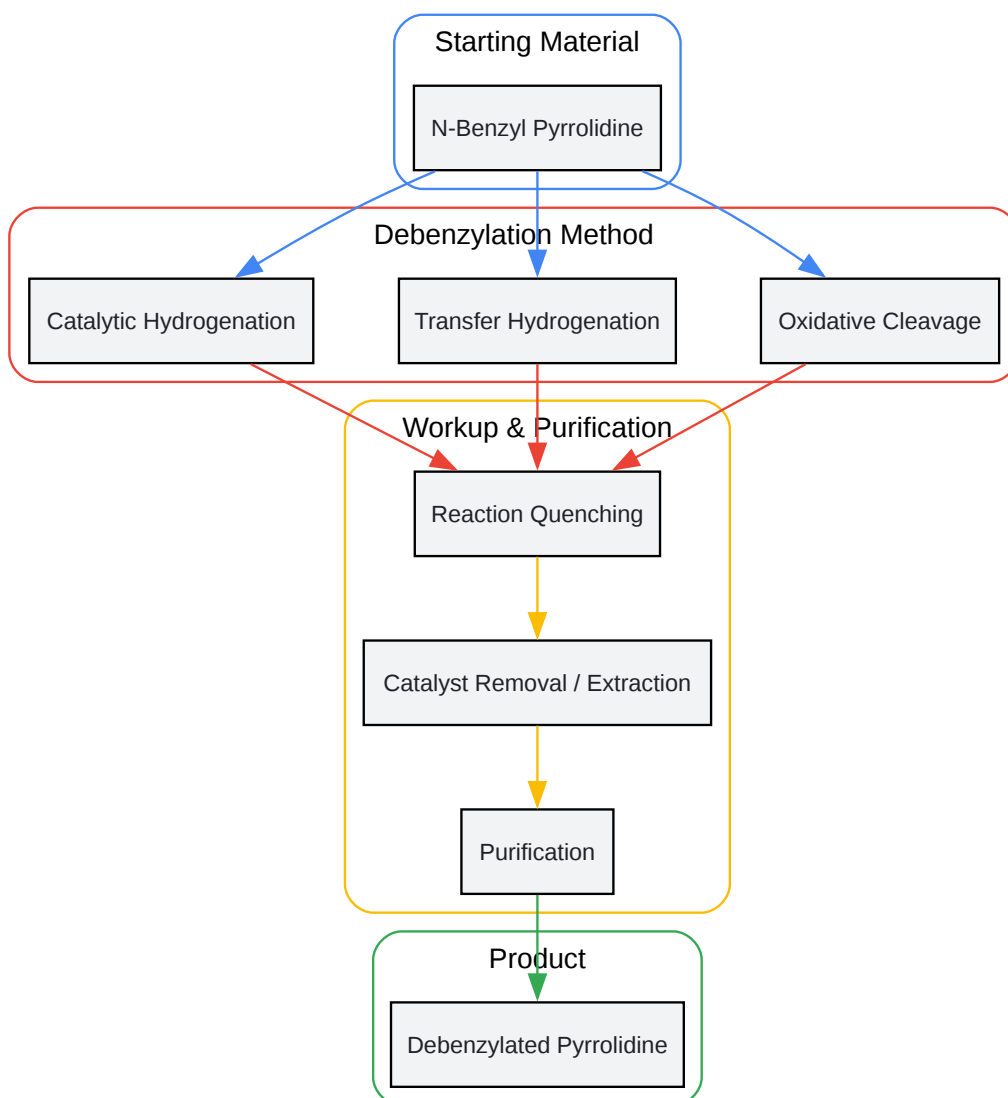 Starting Material
N-Benzyl Pyrrolidine
Debenzylation Method
Catalytic Hydrogenation
Transfer Hydrogenation
Oxidative Cleavage
Workup & Purification
Reaction Quenching
Catalyst Removal / Extraction
Purification
Product
Debenzylated Pyrrolidine